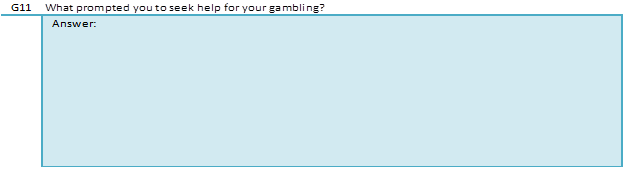 G11 What prompted you to seek help for your gambling?
Answer: